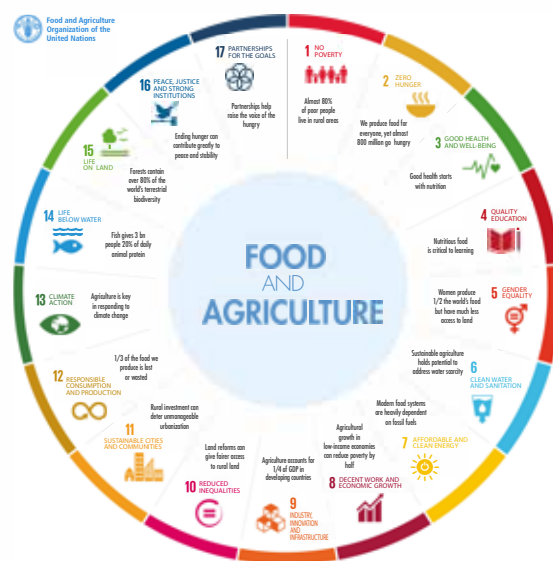 Food and Agriculture
Organization of the
United Nations
1 NO
POVERTY
Almost 80%
of poor people
live in rural areas
2 ZERO
HUNGER
We produce food for
everyone, yet almost
800 million go hungry
3 GOOD HEALTH
AND WELL-BEING
Good health starts
with nutrition
4 QUALITY
EDUCATION
Nutritious food
is critical to learning
5 GENDER
EQUALITY
Women produce
1/2 the world's food
but have much less
access to land
6
CLEAN WATER
AND SANITATION
Sustainable agriculture
holds potential to
address water scarcity
7 AFFORDABLE AND
CLEAN ENERGY
Modern food systems
are heavily dependent
on fossil fuels
8 DECENT WORK AND
ECONOMIC GROWTH
Agricultural
growth in
low-income economies
can reduce poverty by
half
9
INDUSTRY,
INNOVATION
AND
INFRASTRUCTURE
Agriculture accounts for
1/4 of GDP in
developing countries
10 REDUCED
INEQUALITIES
Land reforms can
give fairer access
to rural land
11
SUSTAINABLE CITIES
AND COMMUNITIES
Rural investment can
deter unmanageable
urbanization
12 RESPONSIBLE
CONSUMPTION
AND PRODUCTION
1/3 of the food we
produce is lost
or wasted
13 CLIMATE
ACTION
Agriculture is key
in responding to
climate change
14 LIFE
BELOW WATER
Fish gives 3 bn
people 20% of daily
animal protein
15
LIFE
ON LAND
Forests contain
over 80% of the
world's terrestrial
biodiversity
16 PEACE, JUSTICE
AND STRONG
INSTITUTIONS
Ending hunger can
contribute greatly to
peace and stability
17 PARTNERSHIPS
FOR THE GOALS
Partnerships help
raise the voice of the
hungry
FOOD
AND
AGRICULTURE